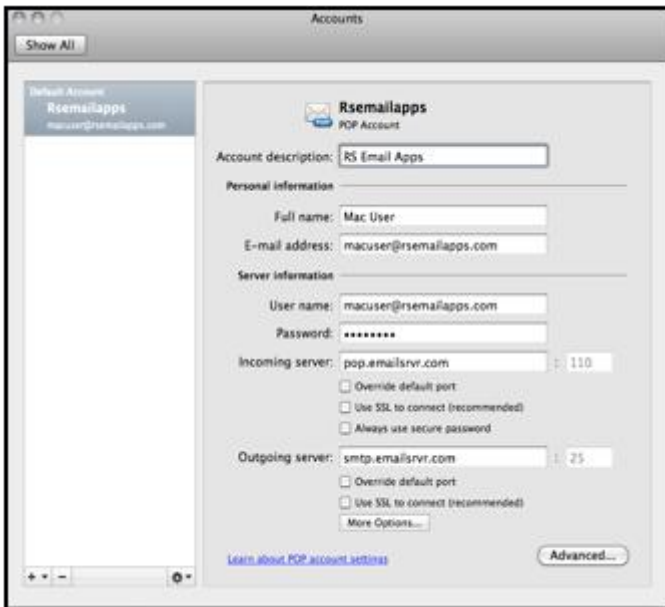 Accounts
Show All
Default Account
Rsemailapps
macuser@rsemailapps.com
Rsemailapps
POP Account
Account description: RS Email Apps
Personal information
Full name: Mac User
E-mail address: macuser@rsemailapps.com
Server information
User name: macuser@rsemailapps.com
Password: ••••••••
Incoming server: pop.emailsrvr.com : 110
Override default port
Use SSL to connect (recommended)
Always use secure password
Outgoing server: smtp.emailsrvr.com : 25
Override default port
Use SSL to connect (recommended)
More Options...
Learn about POP account settings
Advanced...